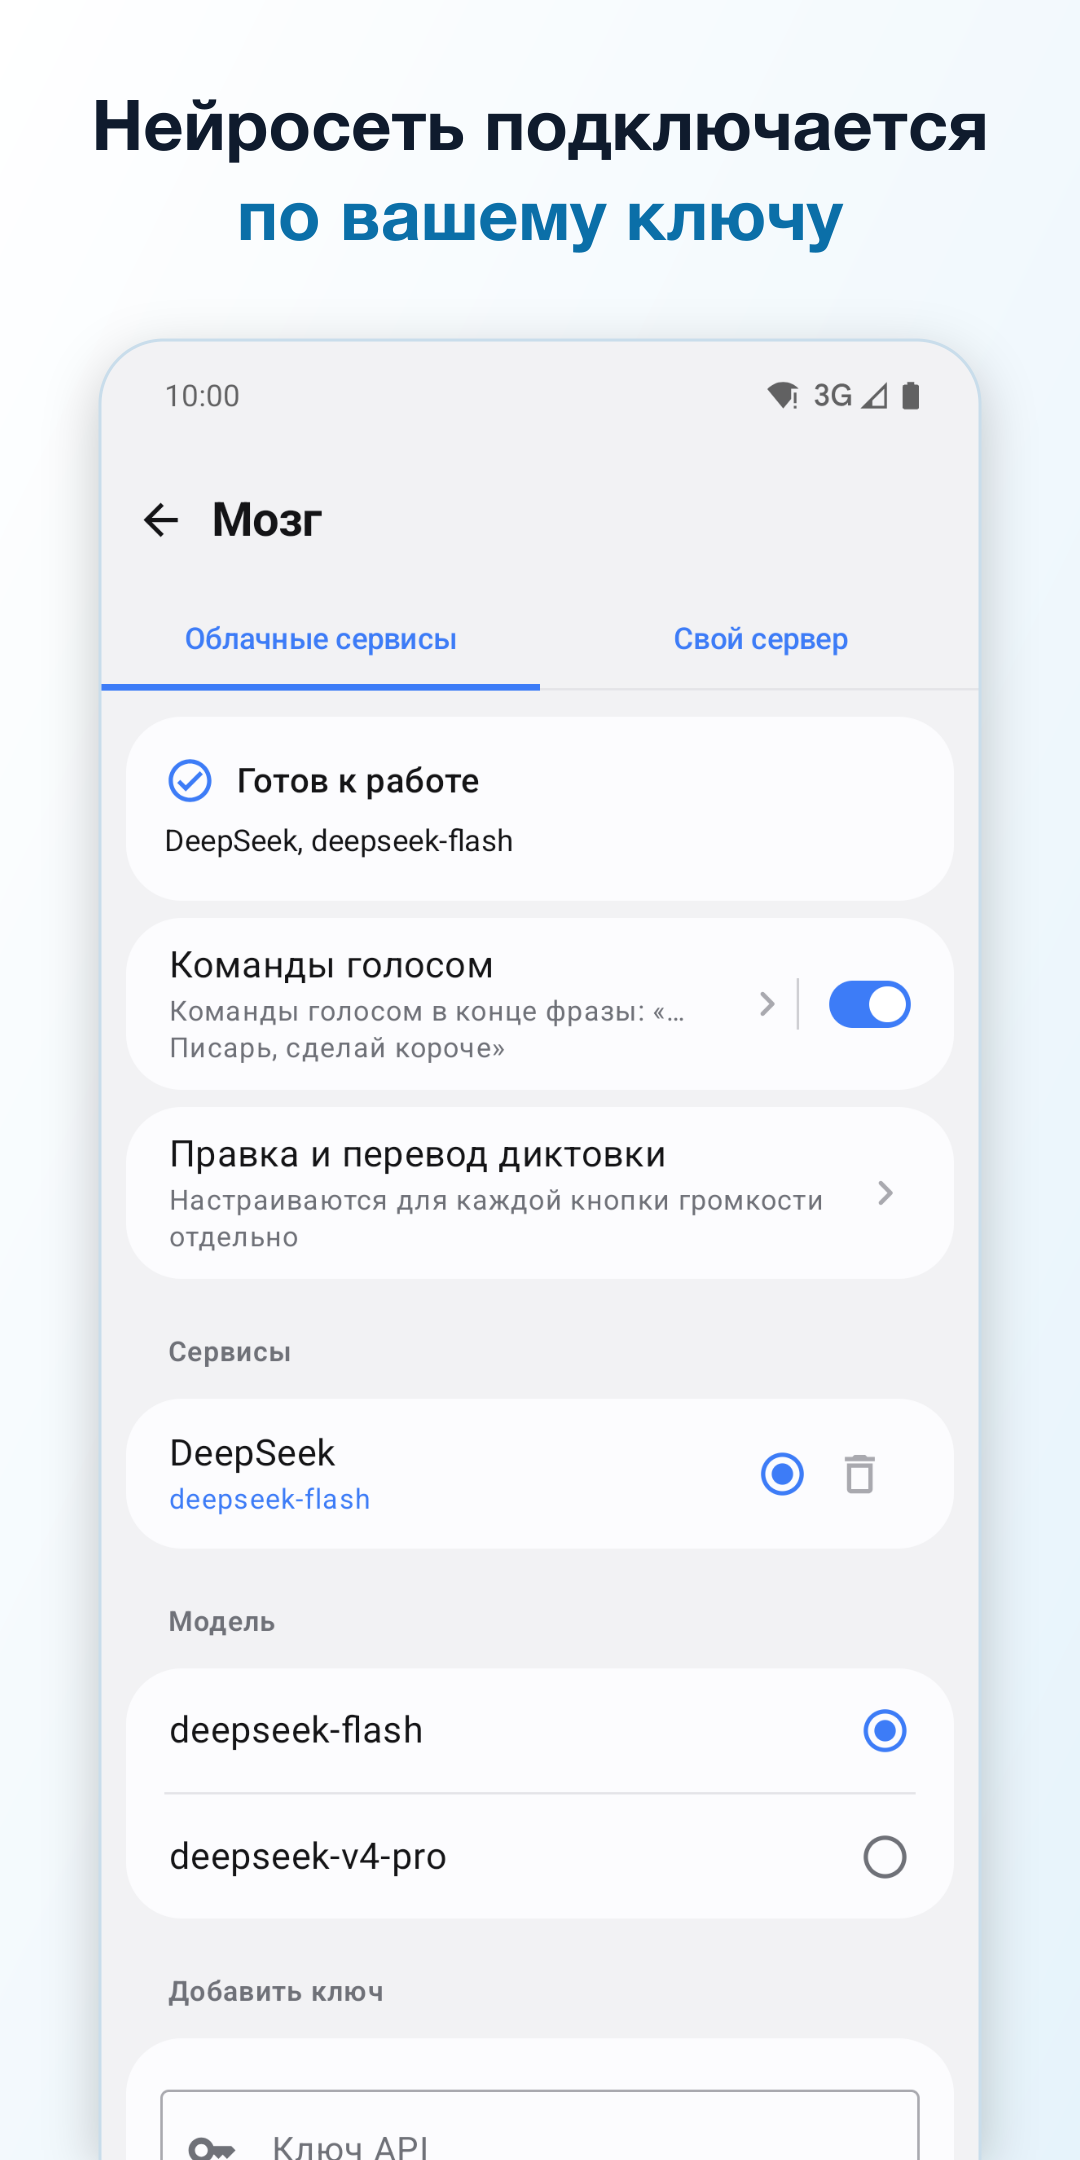 Нейросеть подключается
по вашему ключу
10:00
3G
Мозг
Облачные сервисы
Свой сервер
Готов к работе
DeepSeek, deepseek-flash
Команды голосом
Команды голосом в конце фразы: «…
Писарь, сделай короче»
Правка и перевод диктовки
Настраиваются для каждой кнопки громкости
отдельно
Сервисы
DeepSeek
deepseek-flash
Модель
deepseek-flash
deepseek-v4-pro
Добавить ключ
Ключ API